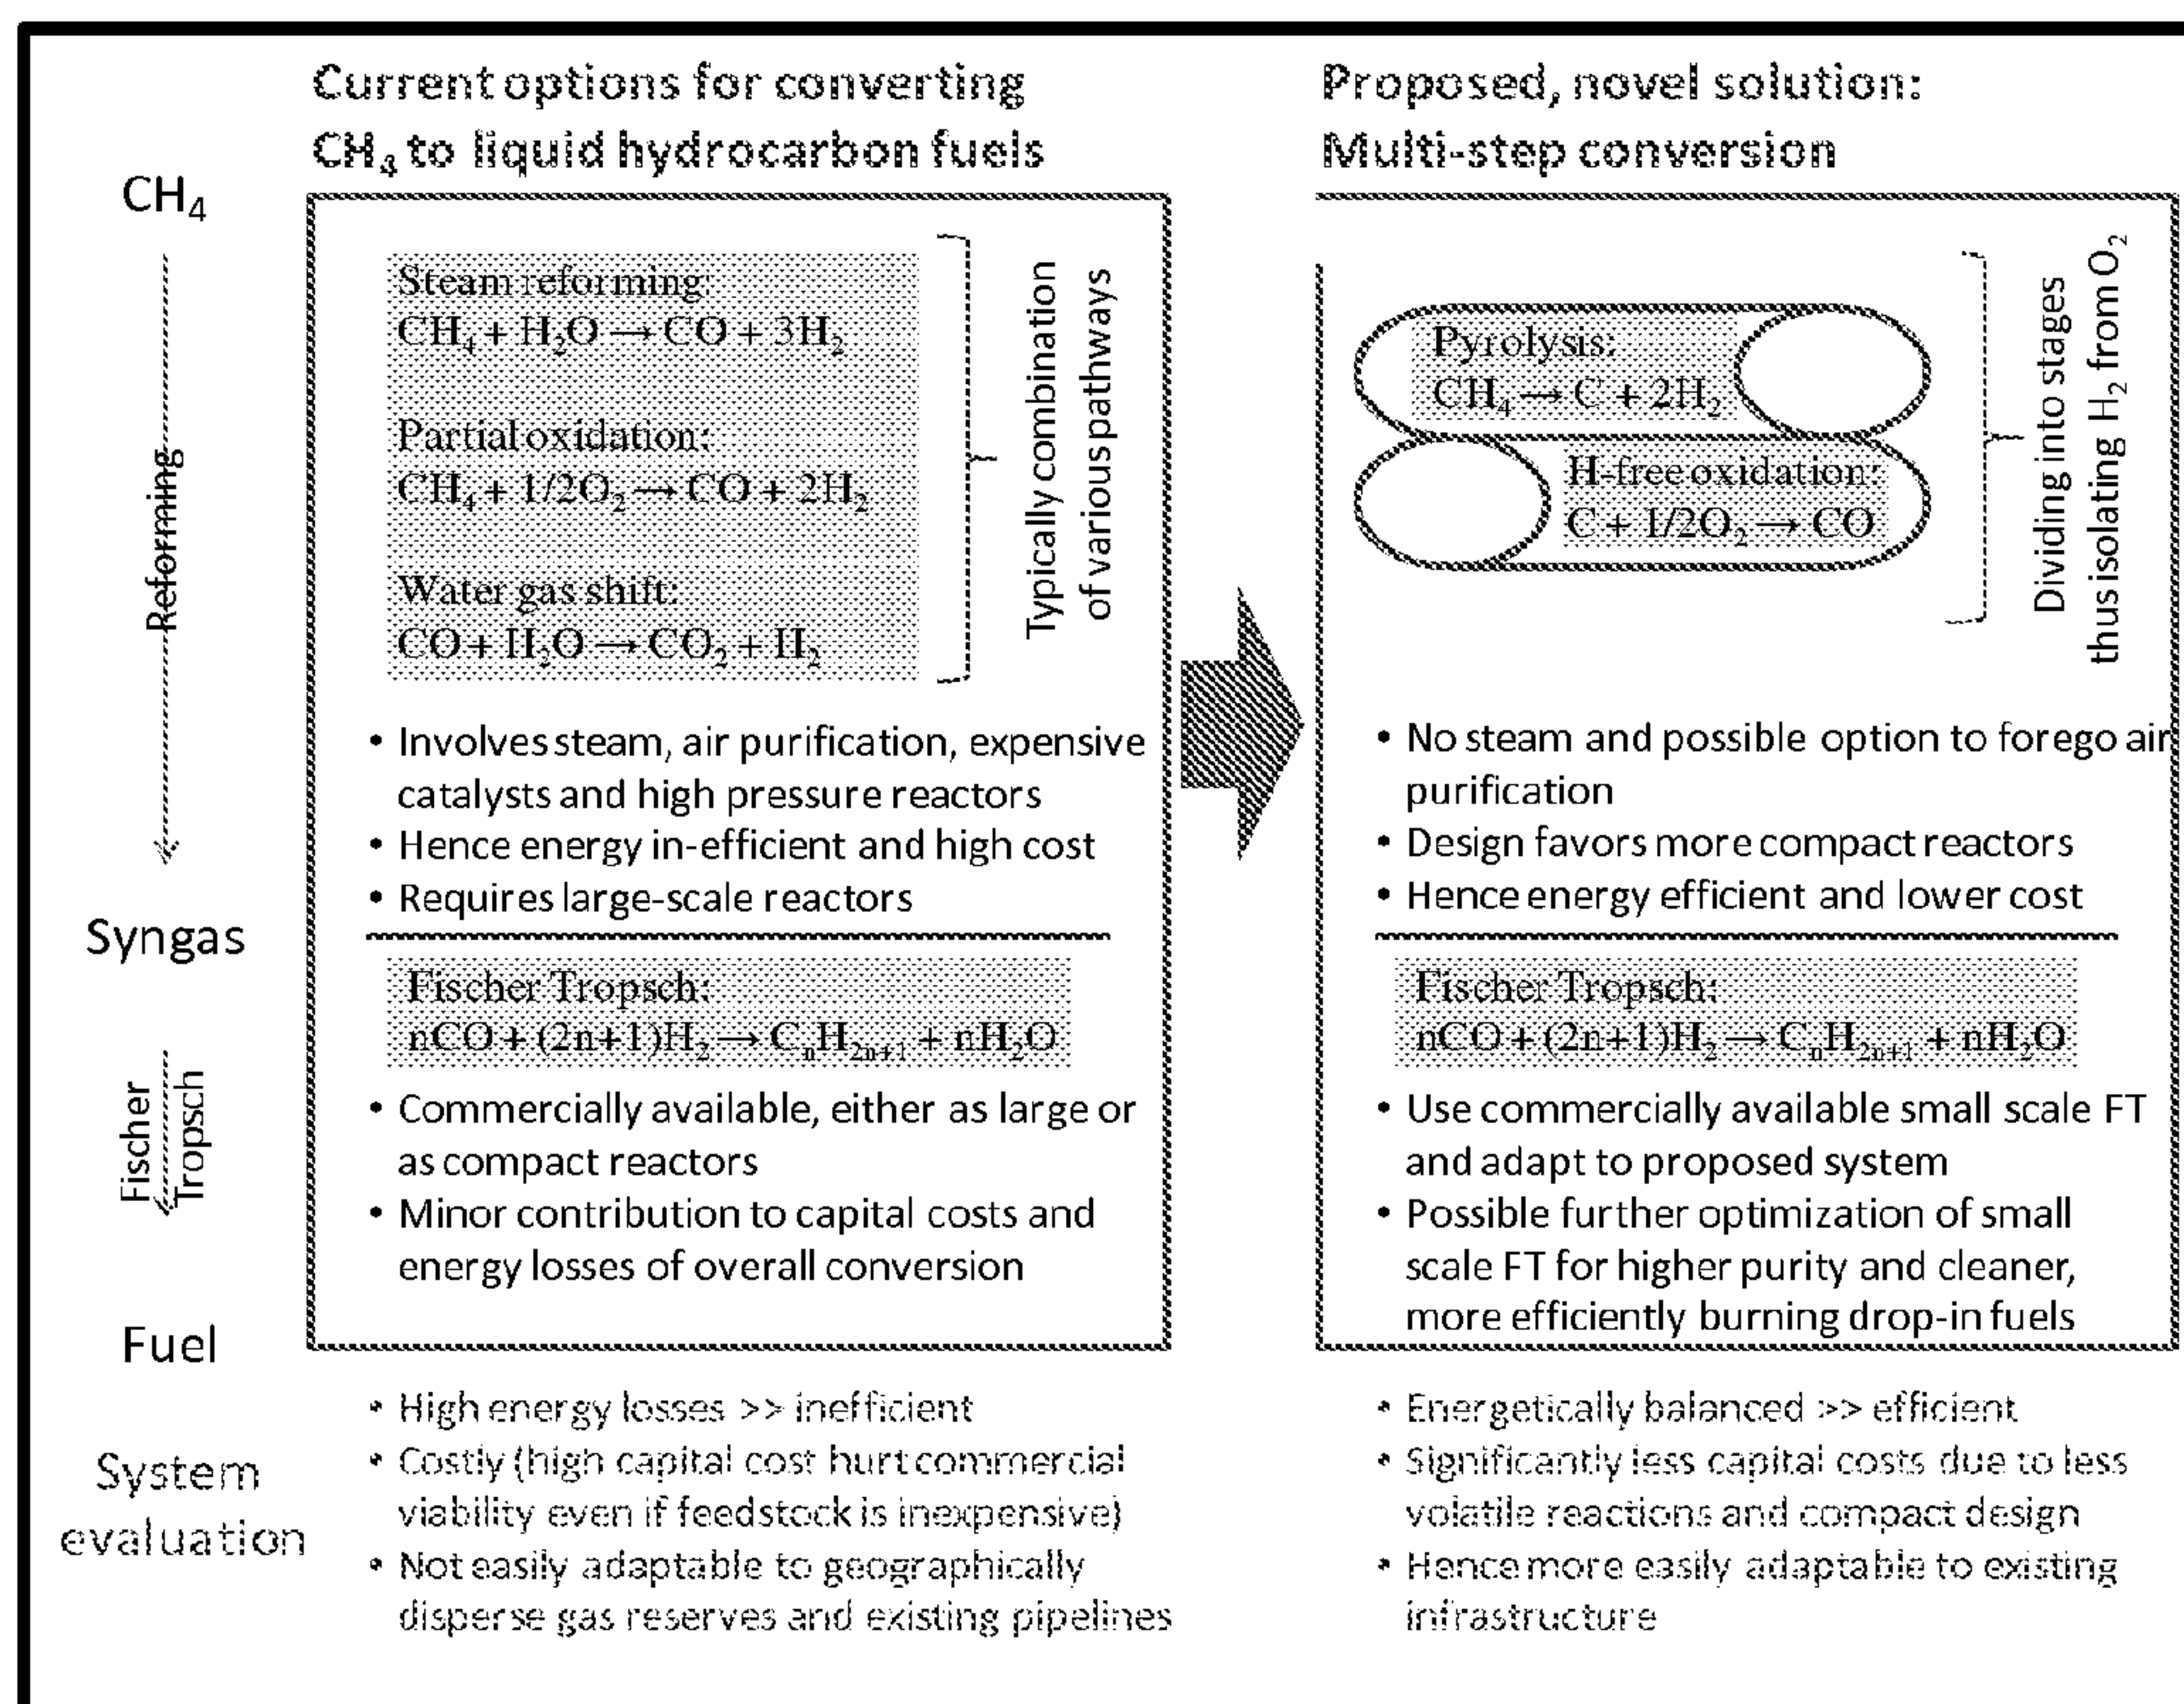 Current options for converting
CH₄ to liquid hydrocarbon fuels
Proposed, novel solution:
Multi-step conversion
CH₄
Reforming
Syngas
Fischer
Tropsch
Fuel
System
evaluation
Steam reforming:
CH₄ + H₂O → CO + 3H₂
Partial oxidation:
CH₄ + 1/2O₂ → CO + 2H₂
Water gas shift:
CO + H₂O → CO₂ + H₂
Typically combination
of various pathways
• Involves steam, air purification, expensive
catalysts and high pressure reactors
• Hence energy in-efficient and high cost
• Requires large-scale reactors
Fischer Tropsch:
nCO + (2n+1)H₂ → CₙH₂ₙ₊₁ + nH₂O
• Commercially available, either as large or
as compact reactors
• Minor contribution to capital costs and
energy losses of overall conversion
• High energy losses >> inefficient
• Costly (high capital cost hurt commercial
viability even if feedstock is inexpensive)
• Not easily adaptable to geographically
disperse gas reserves and existing pipelines
Pyrolysis:
CH₄ → C + 2H₂
H-free oxidation:
C + 1/2O₂ → CO
Dividing into stages
thus isolating H₂ from O₂
• No steam and possible option to forego air
purification
• Design favors more compact reactors
• Hence energy efficient and lower cost
Fischer Tropsch:
nCO + (2n+1)H₂ → CₙH₂ₙ₊₁ + nH₂O
• Use commercially available small scale FT
and adapt to proposed system
• Possible further optimization of small
scale FT for higher purity and cleaner,
more efficiently burning drop-in fuels
• Energetically balanced >> efficient
• Significantly less capital costs due to less
volatile reactions and compact design
• Hence more easily adaptable to existing
infrastructure